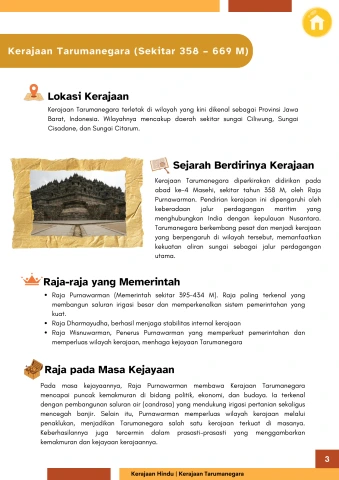 Kerajaan Tarumanegara (Sekitar 358 – 669 M)
Lokasi Kerajaan
Kerajaan Tarumanegara terletak di wilayah yang kini dikenal sebagai Provinsi Jawa
Barat, Indonesia. Wilayahnya mencakup daerah sekitar sungai Ciliwung, Sungai
Cisadane, dan Sungai Citarum.
Sejarah Berdirinya Kerajaan
Kerajaan Tarumanegara diperkirakan didirikan pada
abad ke-4 Masehi, sekitar tahun 358 M, oleh Raja
Purnawarman. Pendirian kerajaan ini dipengaruhi oleh
keberadaan jalur perdagangan maritim yang
menghubungkan India dengan kepulauan Nusantara.
Tarumanegara berkembang pesat dan menjadi kerajaan
yang berpengaruh di wilayah tersebut, memanfaatkan
kekuatan aliran sungai sebagai jalur perdagangan
utama.
Raja-raja yang Memerintah
• Raja Purnawarman (Memerintah sekitar 395-434 M). Raja paling terkenal yang
membangun saluran irigasi besar dan memperkenalkan sistem pemerintahan yang
kuat.
• Raja Dharmayudha, berhasil menjaga stabilitas internal kerajaan
• Raja Wisnuwarman, Penerus Purnawarman yang memperkuat pemerintahan dan
memperluas wilayah kerajaan, menhaga kejayaan Tarumanegara
Raja pada Masa Kejayaan
Pada masa kejayaannya, Raja Purnawarman membawa Kerajaan Tarumanegara
mencapai puncak kemakmuran di bidang politik, ekonomi, dan budaya. Ia terkenal
dengan pembangunan saluran air (candrasa) yang mendukung irigasi pertanian sekaligus
mencegah banjir. Selain itu, Purnawarman memperluas wilayah kerajaan melalui
penaklukan, menjadikan Tarumanegara salah satu kerajaan terkuat di masanya.
Keberhasilannya juga tercermin dalam prasasti-prasasti yang menggambarkan
kemakmuran dan kejayaan kerajaannya.
3
Kerajaan Hindu | Kerajaan Tarumanegara